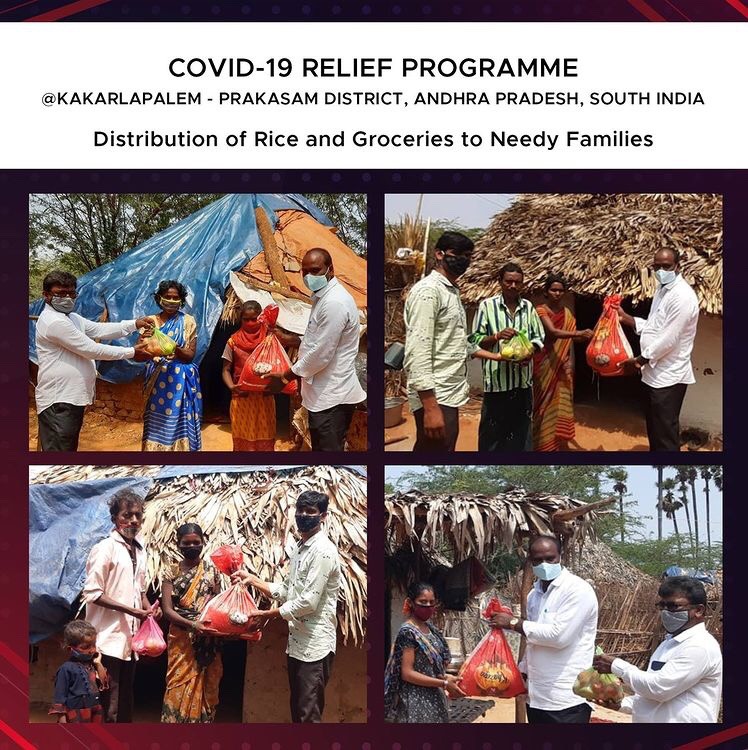 COVID-19 RELIEF PROGRAMME
@KAKARLAPALEM - PRAKASAM DISTRICT, ANDHRA PRADESH, SOUTH INDIA
Distribution of Rice and Groceries to Needy Families